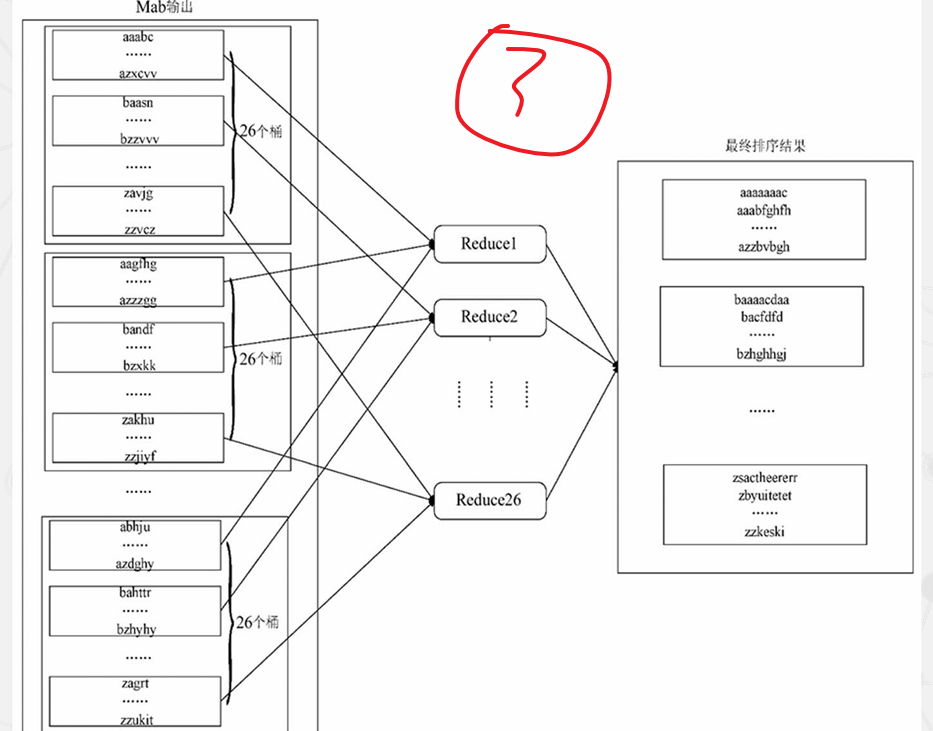 Mab输出
aaabc
......
azxcvv
baasn
......
bzzvvv
......
zavjg
......
zzvcz
26个桶
aagfhg
......
azzzgg
bandf
......
bzxkk
......
zakhu
......
zzjiyf
26个桶
......
abhju
......
azdghy
bahttr
......
bzhyhy
......
zagrt
......
zzukit
26个桶
?
Reduce1
Reduce2
Reduce26
最终排序结果
aaaaaaac
aaabfghfh
......
azzbvbgh
baaaacdaa
bacfdfd
......
bzhghhgj
......
zsactheererr
zbyuitetet
......
zzkeski